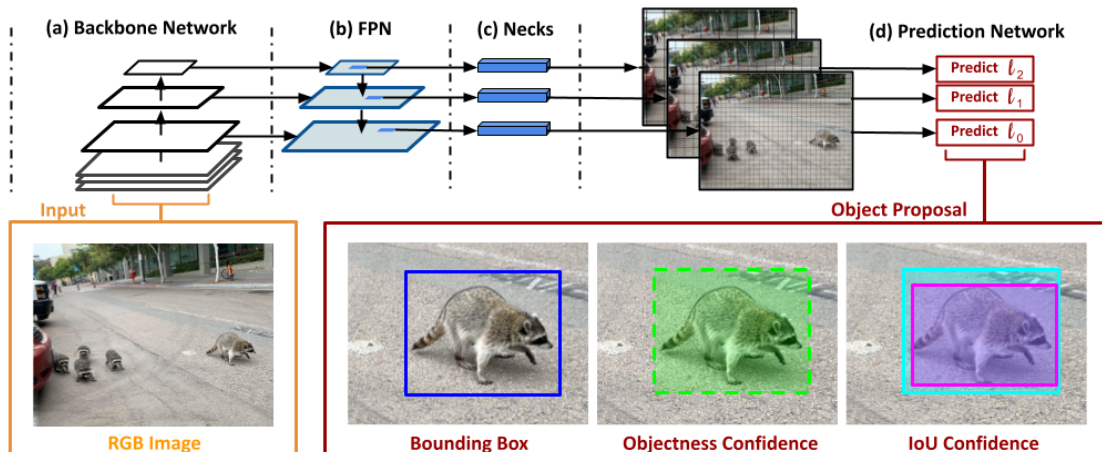 (a) Backbone Network
(b) FPN
(c) Necks
(d) Prediction Network
Predict ℓ2
Predict ℓ1
Predict ℓ0
Input
Object Proposal
RGB Image
Bounding Box
Objectness Confidence
IoU Confidence